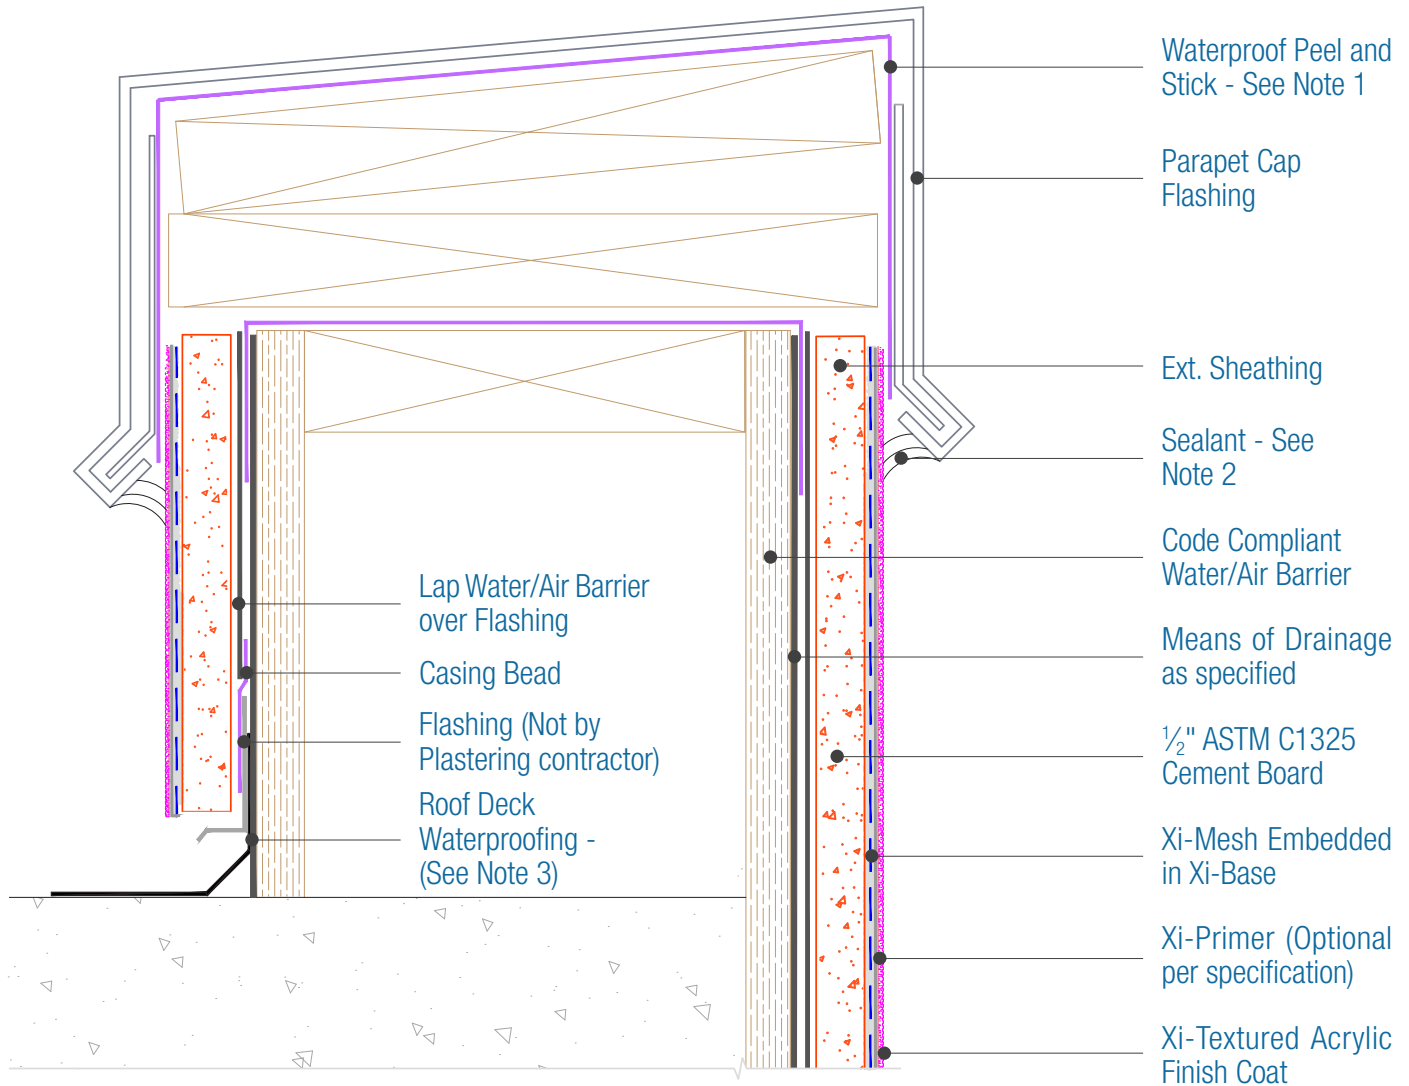 Waterproof Peel and
Stick - See Note 1
Parapet Cap
Flashing
Ext. Sheathing
Sealant - See
Note 2
Code Compliant
Water/Air Barrier
Means of Drainage
as specified
½" ASTM C1325
Cement Board
Xi-Mesh Embedded
in Xi-Base
Xi-Primer (Optional
per specification)
Xi-Textured Acrylic
Finish Coat
Lap Water/Air Barrier
over Flashing
Casing Bead
Flashing (Not by
Plastering contractor)
Roof Deck
Waterproofing -
(See Note 3)